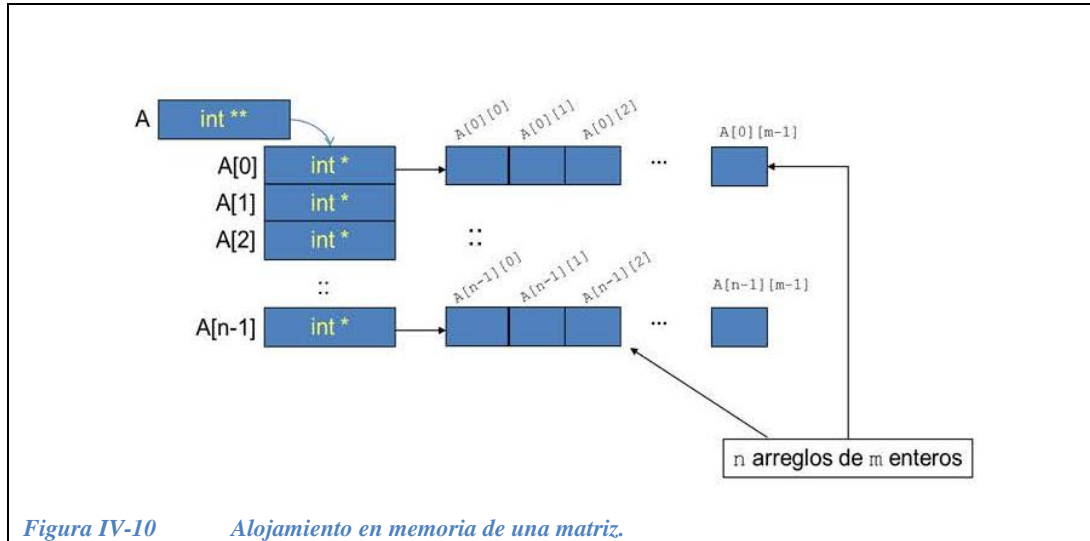 A[0][0] A[0][1] A[0][2] A[0][m-1]
A int **
A[0] int * ...
A[1] int *
A[2] int * ::
A[n-1][0] A[n-1][1] A[n-1][2] A[n-1][m-1]
::
A[n-1] int * ...
n arreglos de m enteros
Figura IV-10 Alojamiento en memoria de una matriz.